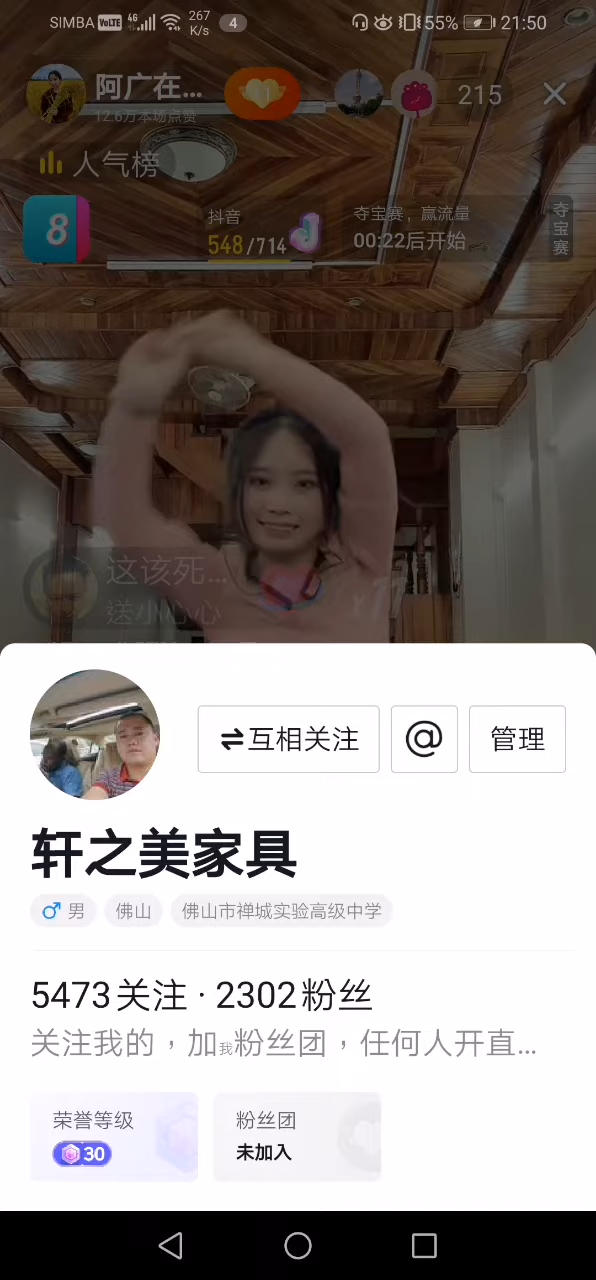 SIMBA VoLTE 4G 267 K/s 4 55% 21:50
阿广在...
12.6万本场点赞
215
人气榜
8
抖音
548/714
夺宝赛，赢流量
00:22后开始
夺宝赛
这该死...
送小心心
x77
互相关注
@
管理
轩之美家具
男
佛山
佛山市禅城实验高级中学
5473关注 · 2302粉丝
关注我的，加我粉丝团，任何人开直...
荣誉等级
30
粉丝团
未加入